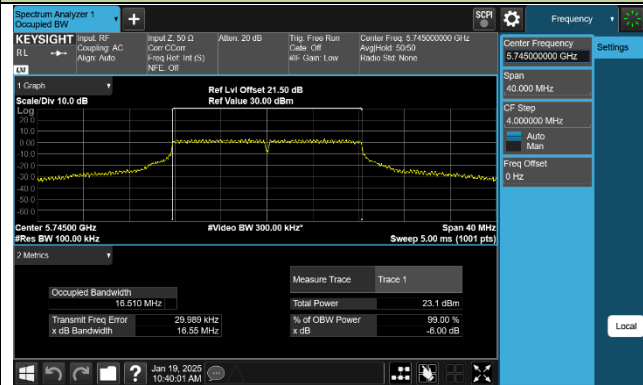 Spectrum Analyzer 1
Occupied BW
SCPI
Frequency
KEYSIGHT
RL
Input: RF
Coupling: AC
Align: Auto
Input Z: 50 Ω
Corr CCorr
Freq Ref: Int (S)
NFE: Off
Atten: 20 dB
Trig: Free Run
Gate: Off
#IF Gain: Low
Center Freq: 5.745000000 GHz
Avg|Hold: 50/50
Radio Std: None
Center Frequency
5.745000000 GHz
Settings
Span
40.000 MHz
CF Step
4.000000 MHz
Auto
Man
Freq Offset
0 Hz
Local
1 Graph
Scale/Div 10.0 dB
Ref Lvl Offset 21.50 dB
Ref Value 30.00 dBm
Log
20.0
10.0
0.00
-10.0
-20.0
-30.0
-40.0
-50.0
-60.0
Center 5.74500 GHz
#Res BW 100.00 kHz
#Video BW 300.00 kHz*
Span 40 MHz
Sweep 5.00 ms (1001 pts)
2 Metrics
Measure Trace Trace 1
Occupied Bandwidth
16.510 MHz
Total Power 23.1 dBm
Transmit Freq Error 29.989 kHz
% of OBW Power 99.00 %
x dB Bandwidth 16.55 MHz
x dB -6.00 dB
?
Jan 19, 2025
10:40:01 AM